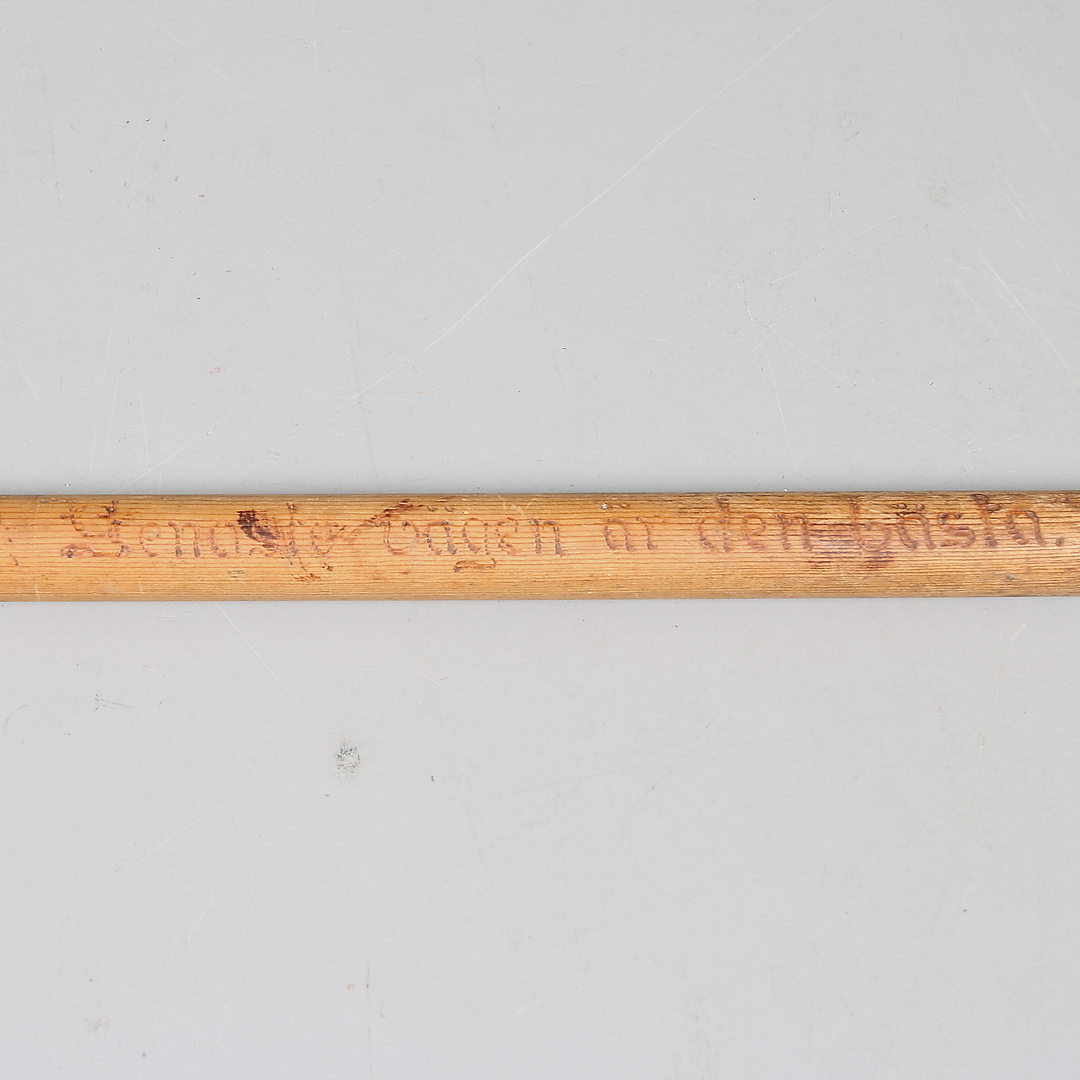 Genaste vägen är den bästa.